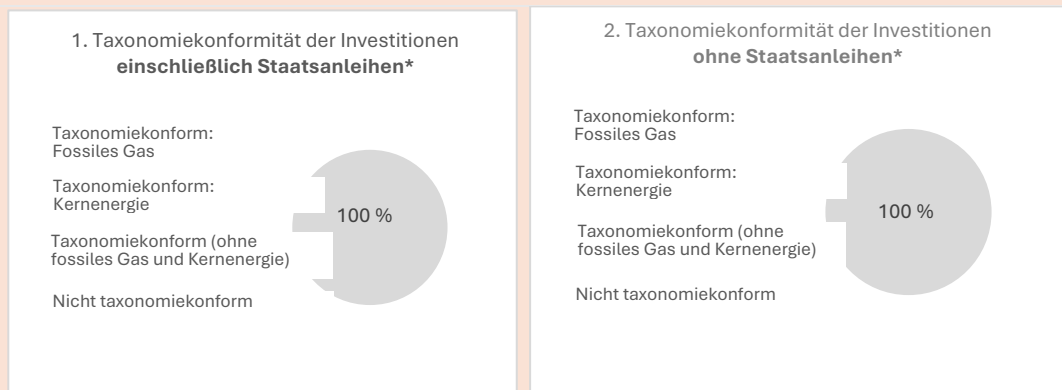 1. Taxonomiekonformität der Investitionen
einschließlich Staatsanleihen*
Taxonomiekonform:
Fossiles Gas
Taxonomiekonform:
Kernenergie
Taxonomiekonform (ohne
fossiles Gas und Kernenergie)
Nicht taxonomiekonform
100 %
2. Taxonomiekonformität der Investitionen
ohne Staatsanleihen*
Taxonomiekonform:
Fossiles Gas
Taxonomiekonform:
Kernenergie
Taxonomiekonform (ohne
fossiles Gas und Kernenergie)
Nicht taxonomiekonform
100 %